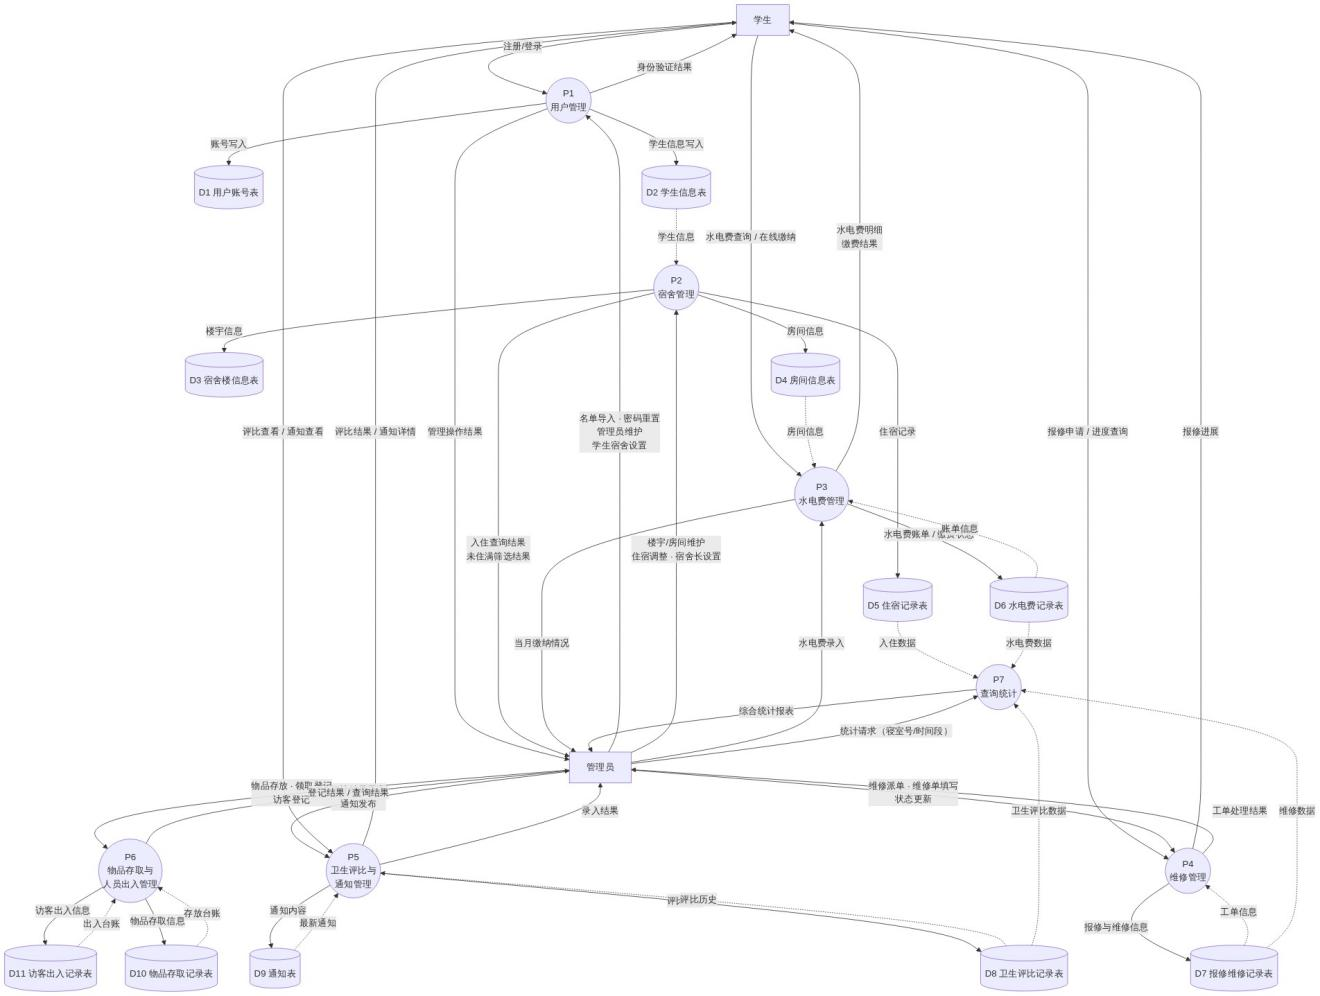 学生
注册/登录
身份验证结果
P1
用户管理
账号写入
学生信息写入
D1 用户账号表
D2 学生信息表
学生信息
水电费查询 / 在线缴纳
水电费明细
缴费结果
P2
宿舍管理
楼宇信息
房间信息
D3 宿舍楼信息表
D4 房间信息表
评比查看 / 通知查看
评比结果 / 通知详情
管理操作结果
名单导入 · 密码重置
管理员维护
学生宿舍设置
房间信息
住宿记录
报修申请 / 进度查询
报修进展
P3
水电费管理
入住查询结果
未住满筛选结果
楼宇/房间维护
住宿调整 · 宿舍长设置
水电费账单 /
账单信息
D5 住宿记录表
D6 水电费记录表
当月缴纳情况
水电费录入
入住数据
水电费数据
P7
查询统计
综合统计报表
统计请求（寝室号/时间段）
管理员
物品存放 · 领取登记
访客登记
登记结果 / 查询结果
通知发布
录入结果
维修派单 · 维修单填写
状态更新
卫生评比数据
工单处理结果
维修数据
P6
物品存取与
人员出入管理
P5
卫生评比与
通知管理
P4
维修管理
访客出入信息
出入台账
物品存取信息
存放台账
通知内容
最新通知
评比历史
报修与维修信息
工单信息
D11 访客出入记录表
D10 物品存取记录表
D9 通知表
D8 卫生评比记录表
D7 报修维修记录表